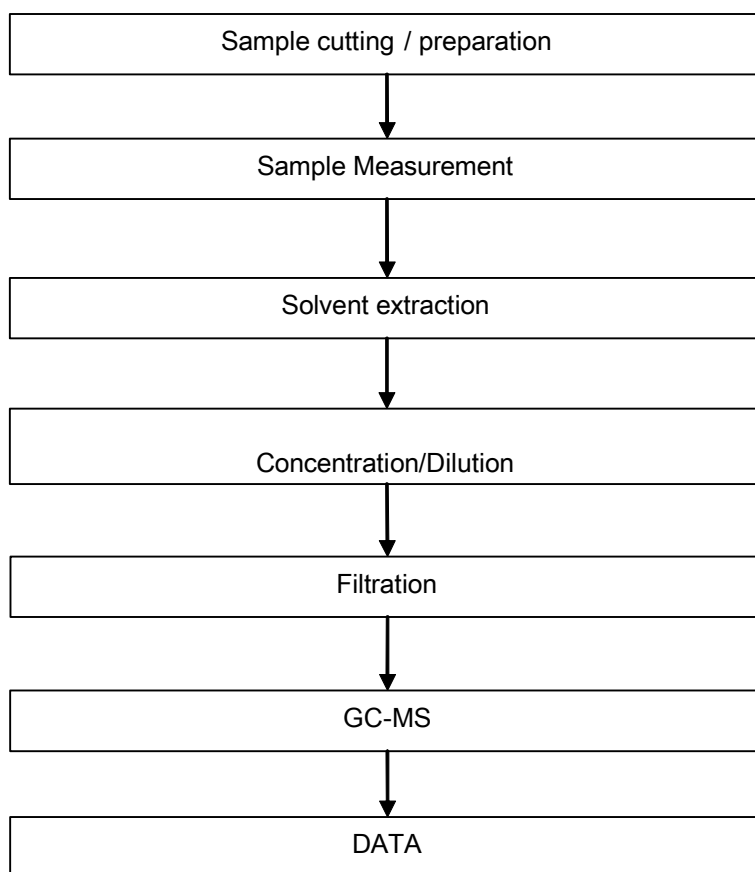 Sample cutting / preparation
Sample Measurement
Solvent extraction
Concentration/Dilution
Filtration
GC-MS
DATA